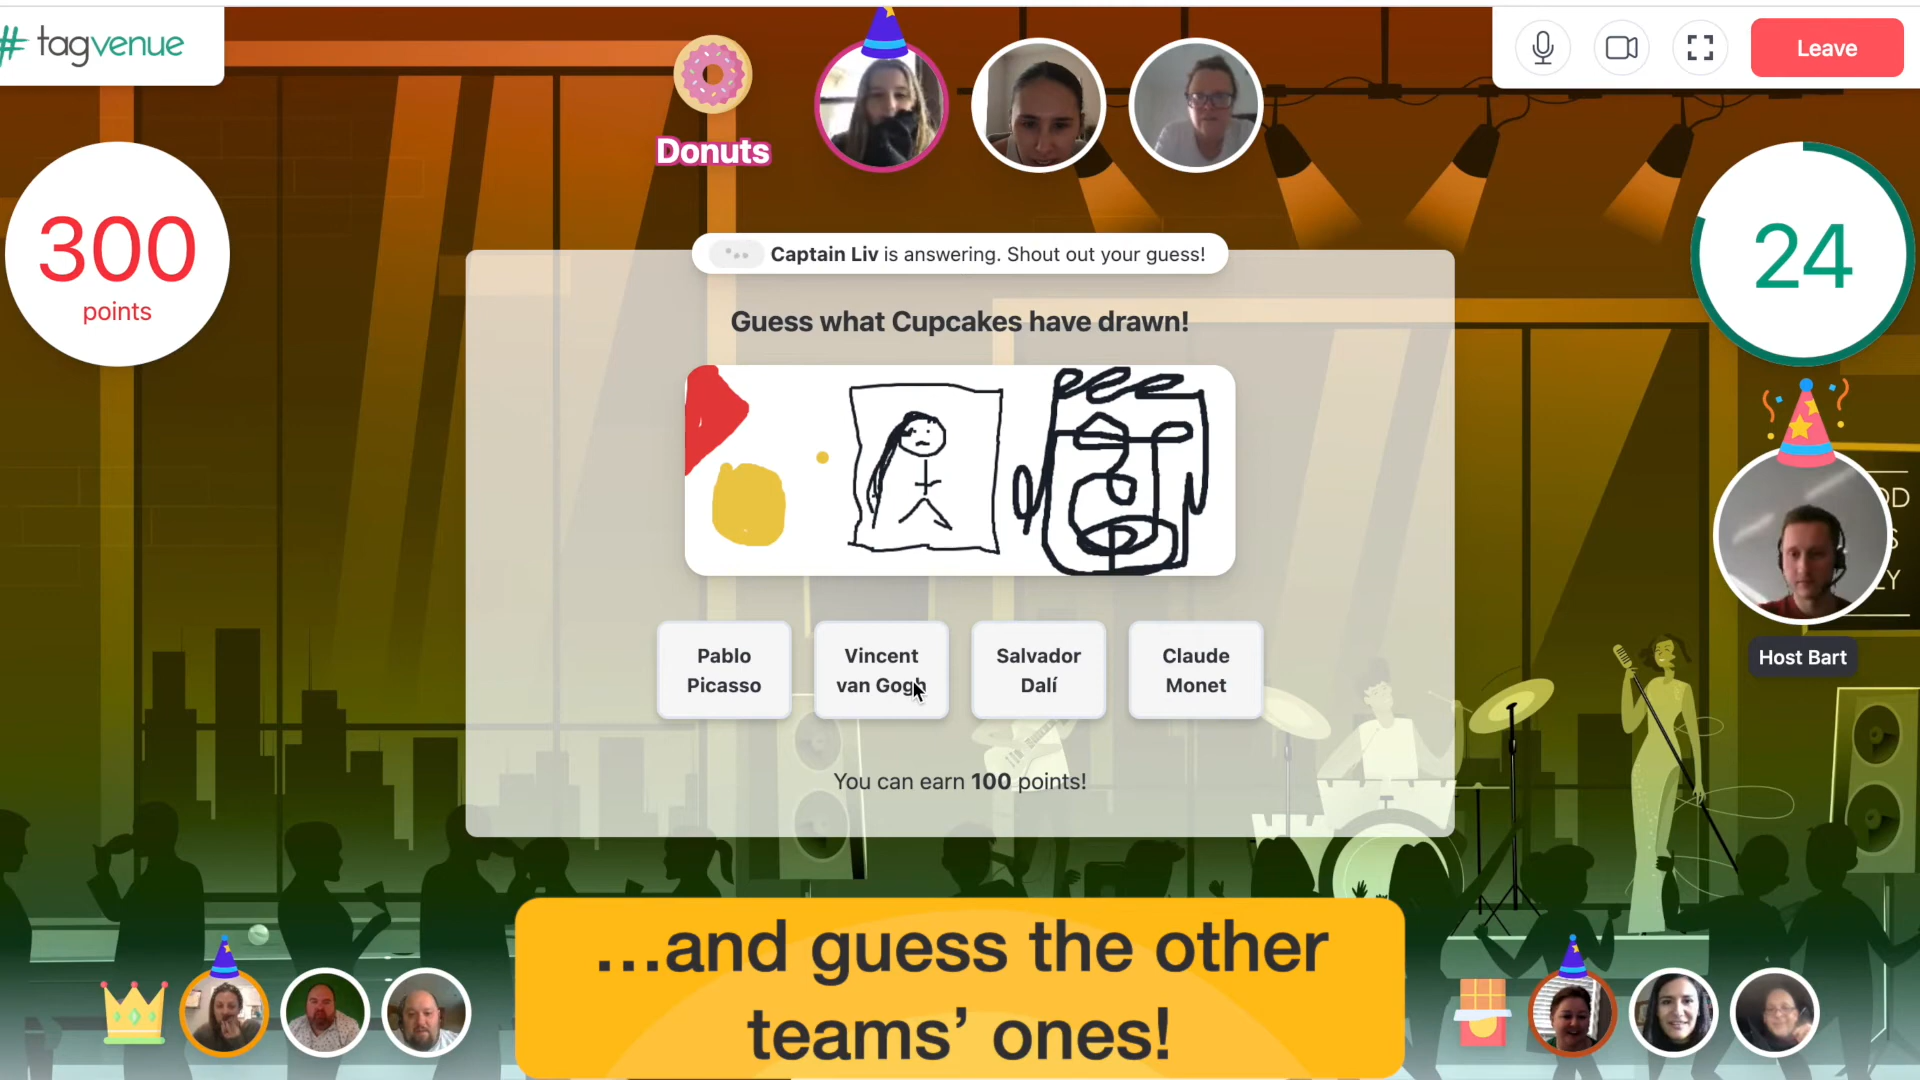 # tagvenue
Leave
Donuts
300
points
24
Captain Liv is answering. Shout out your guess!
Guess what Cupcakes have drawn!
Pablo
Picasso
Vincent
van Gogh
Salvador
Dalí
Claude
Monet
You can earn 100 points!
Host Bart
...and guess the other
teams’ ones!